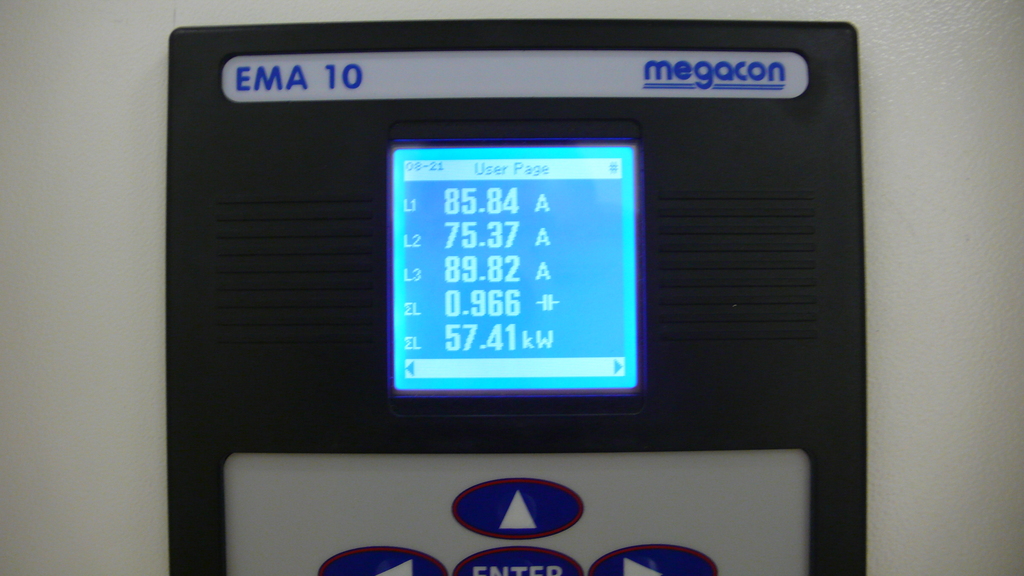 EMA 10 megacon
08-21 User Page #
L1 85.84 A
L2 75.37 A
L3 89.82 A
ΣL 0.966
ΣL 57.41 kW
ENTER